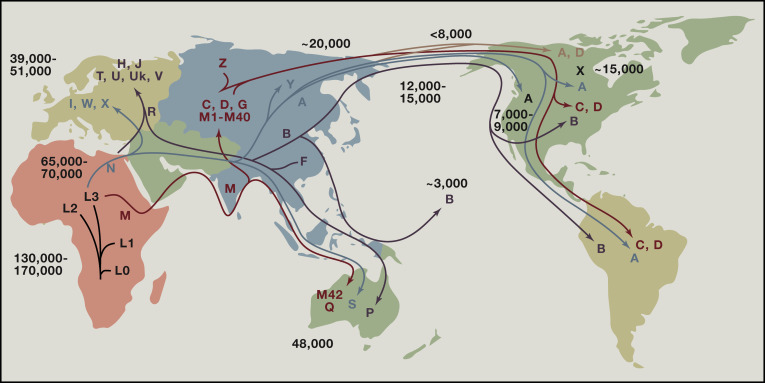 39,000-
51,000
H, J
T, U, Uk, V
I, W, X
R
N
65,000-
70,000
L3
L2
M
L1
L0
130,000-
170,000
Z
~20,000
<8,000
C, D, G
M1-M40
Y
A
B
F
M
12,000-
15,000
~3,000
B
M42
Q
S
P
48,000
A, D
X
~15,000
A
A
C, D
7,000-
9,000
B
B
C, D
A